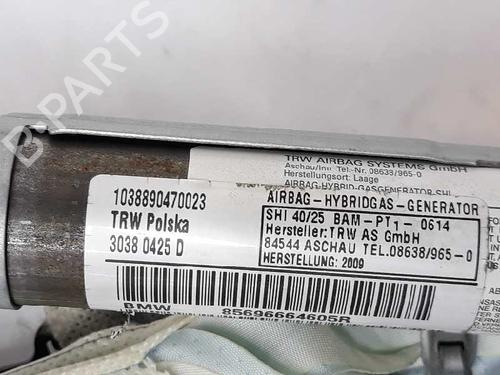 B-PARTS
TRW AIRBAG SYSTEMS GmbH
Aschau/Inn Tel.-Nr. 08638/965-0
Herstellungsort: Laage
AIRBAG-HYBRID-GASGENERATOR SHI
1038890470023
TRW Polska
3038 0425 D
AIRBAG-HYBRIDGAS-GENERATOR
SHI 40/25 BAM-PT1-0614
Hersteller:TRW AS GmbH
84544 ASCHAU TEL.08638/965-0
HERSTELLUNG: 2009
BMW
85696664605R